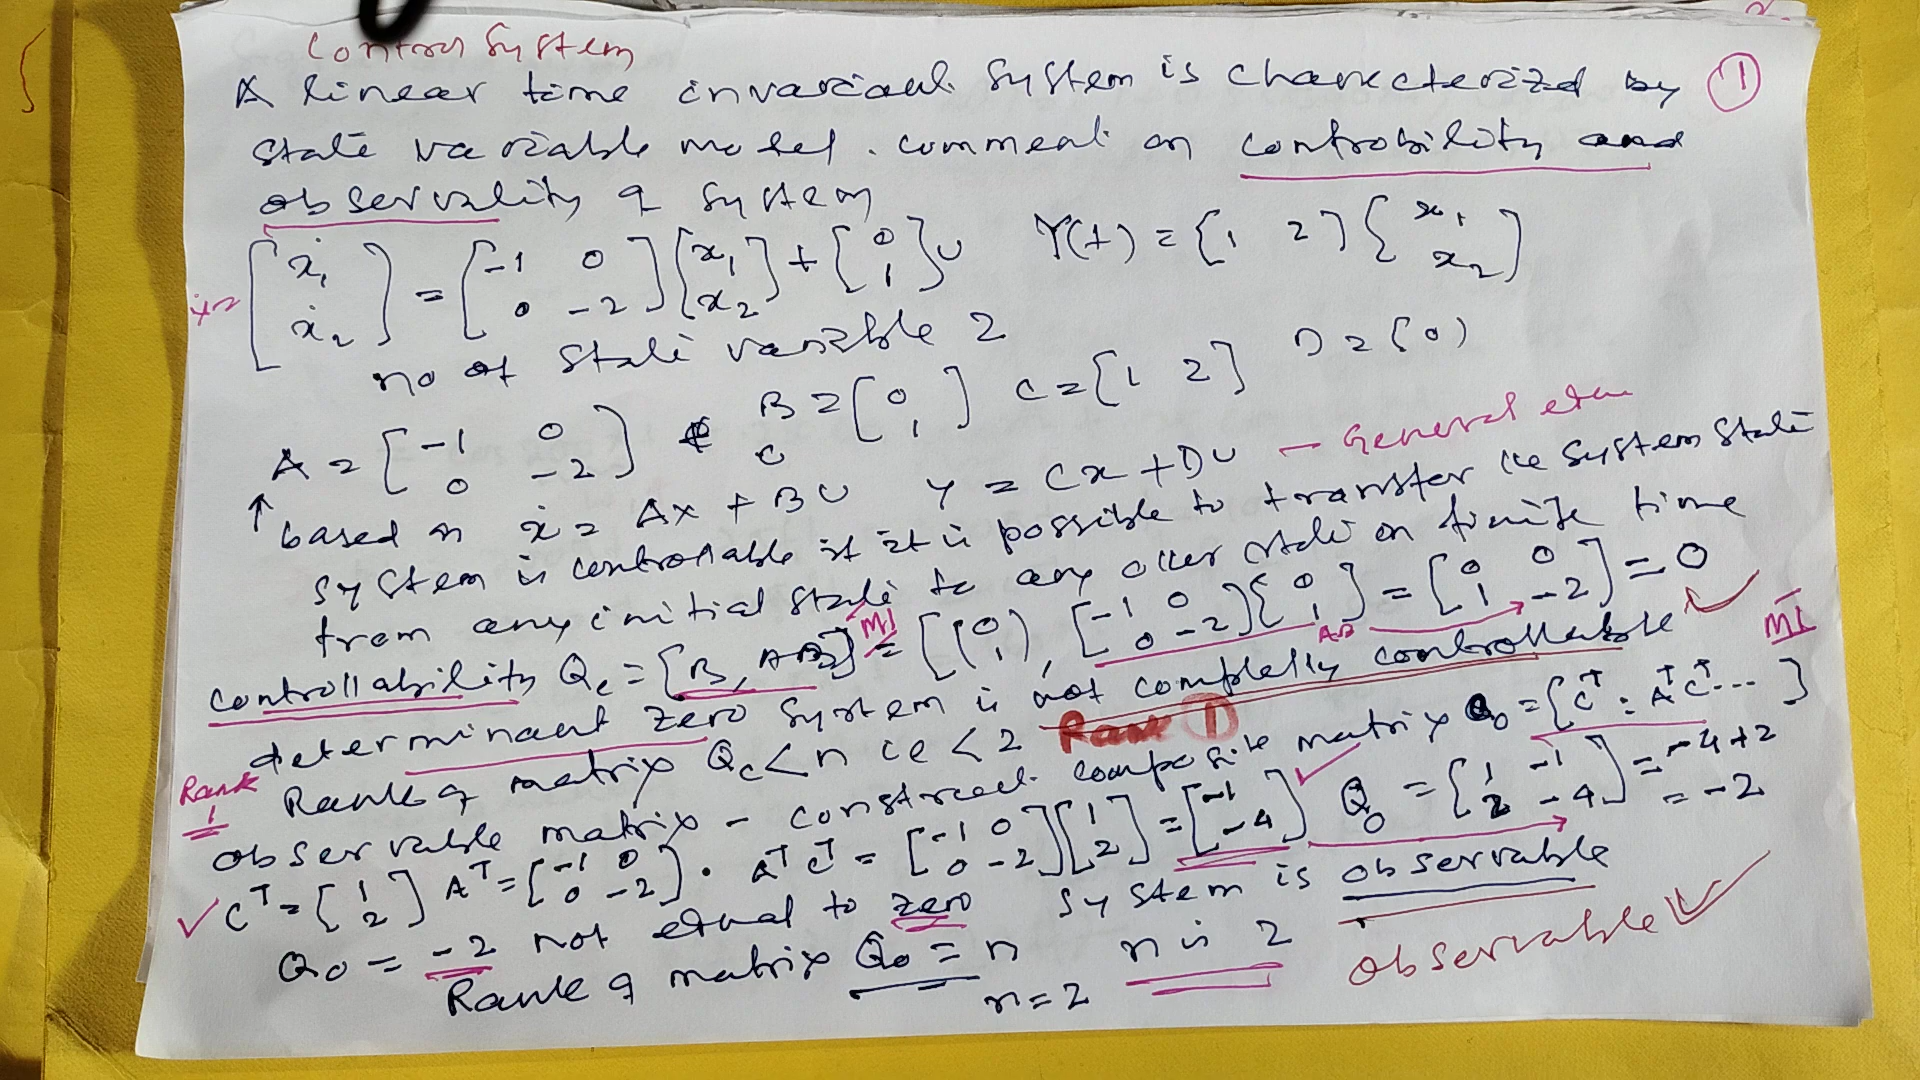 Control System
A linear time invariant System is charecterized by ①
State variable model. comment on controbility and
observality of System
ẋ = [ẋ₁ ẋ₂] = [-1 0 0 -2] [x₁ x₂] + [0 1] U Y(t) = [1 2] [x₁ x₂]
no of State variable 2
A = [-1 0 0 -2] B = [0 1] C = [1 2] D = [0]
C
↑ based on ẋ = Ax + BU Y = Cx + DU — General
System is controllable if it is possible to transfer the System State
from any initial State to any other state in finite time
controllability Qc = [B, AB] = [(0 1), [-1 0 0 -2] [0 1] = [0 0 1 -2] = 0
MI AB
determinant zero System is not completely controllable ✓
Rank 1 Rank of matrix Qc < n ie < 2 Rank ①
observable matrix - construct composite matrix Qo = [Cᵀ : AᵀCᵀ ...] MI
✓ Cᵀ = [1 2] Aᵀ = [-1 0 0 -2] . AᵀCᵀ = [-1 0 0 -2] [1 2] = [-1 -4] ✓ Qo = [1 -1 2 -4] = -4+2 = -2
Qo = -2 not equal to zero System is observable
Rank of matrix Qo = n n is 2 observable ✓
n = 2